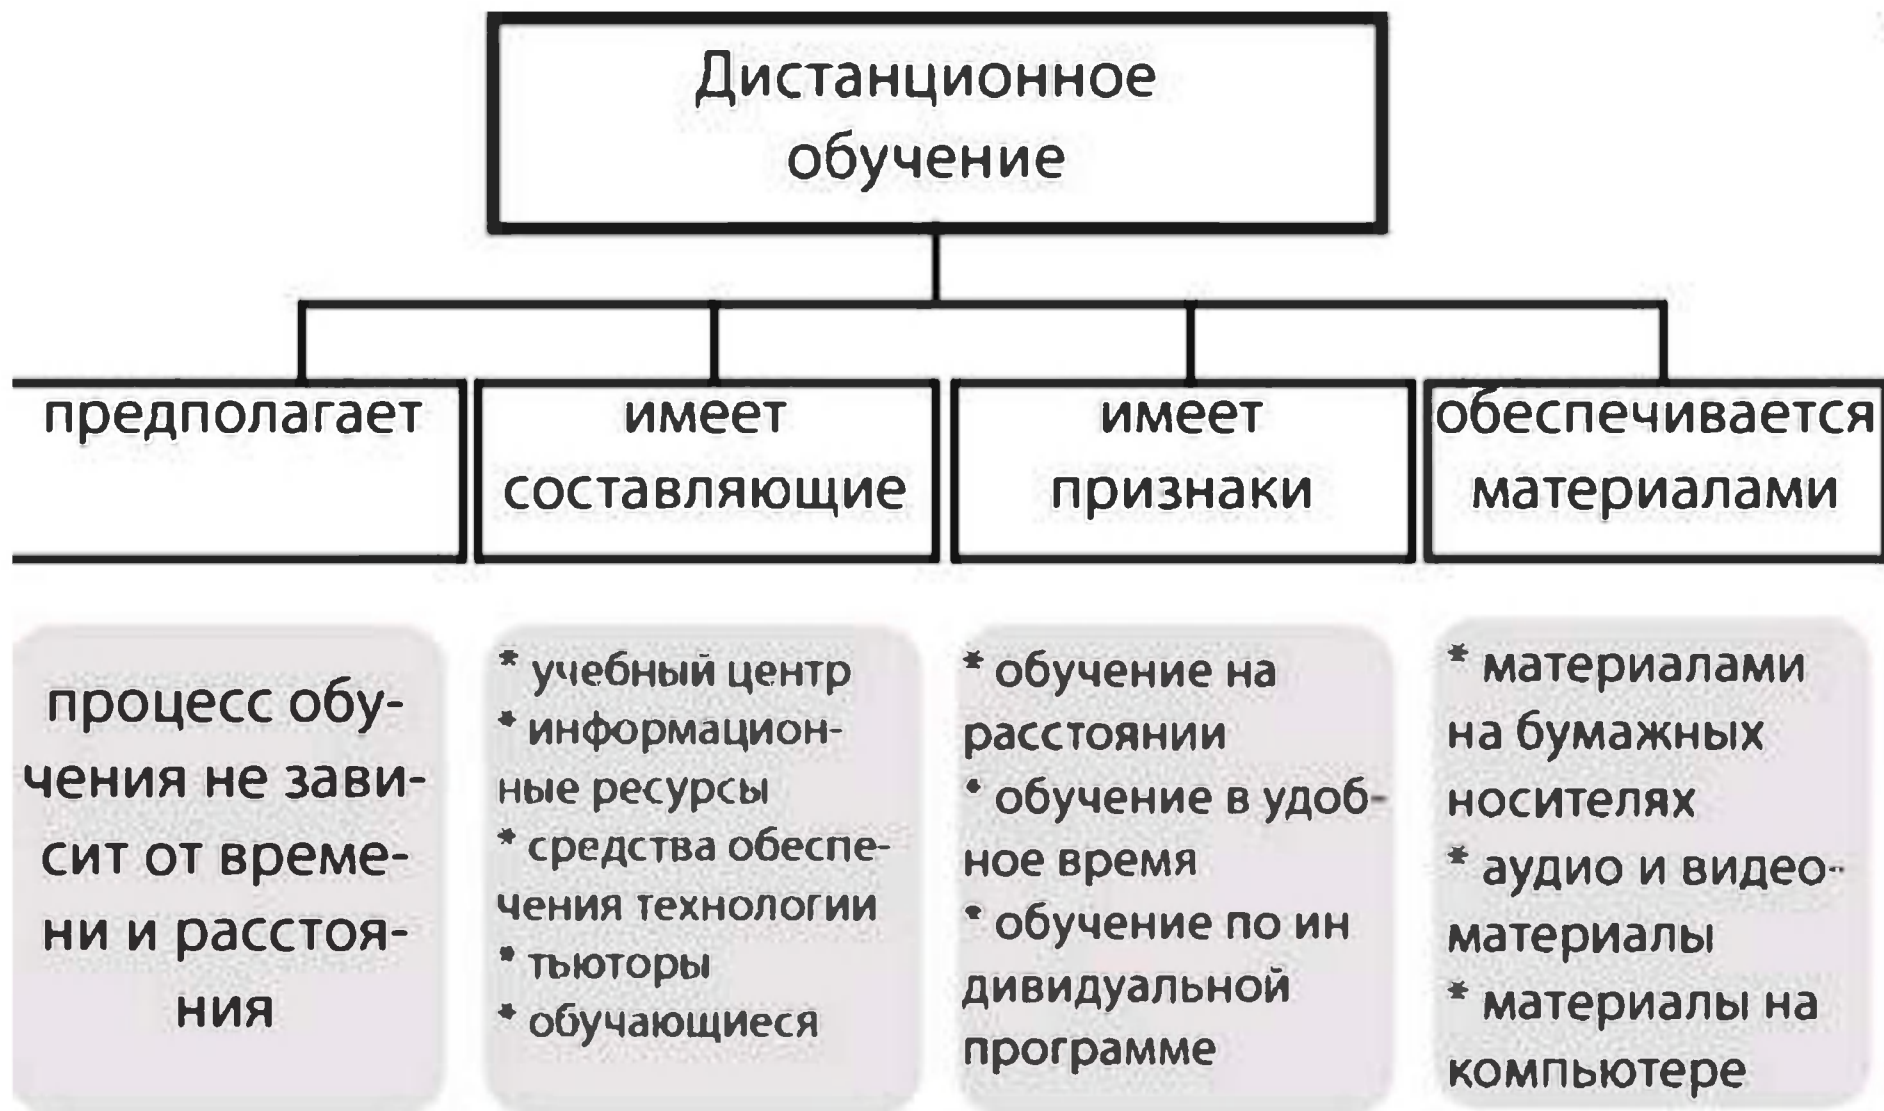 Дистанционное
обучение
предполагает
имеет
составляющие
имеет
признаки
обеспечивается
материалами
процесс обу-
чения не зави-
сит от време-
ни и расстоя-
ния
* учебный центр
* информацион-
ные ресурсы
* средства обеспе-
чения технологии
* тьюторы
* обучающиеся
* обучение на
расстоянии
* обучение в удоб-
ное время
* обучение по ин
дивидуальной
программе
* материалами
на бумажных
носителях
* аудио и видео-
материалы
* материалы на
компьютере